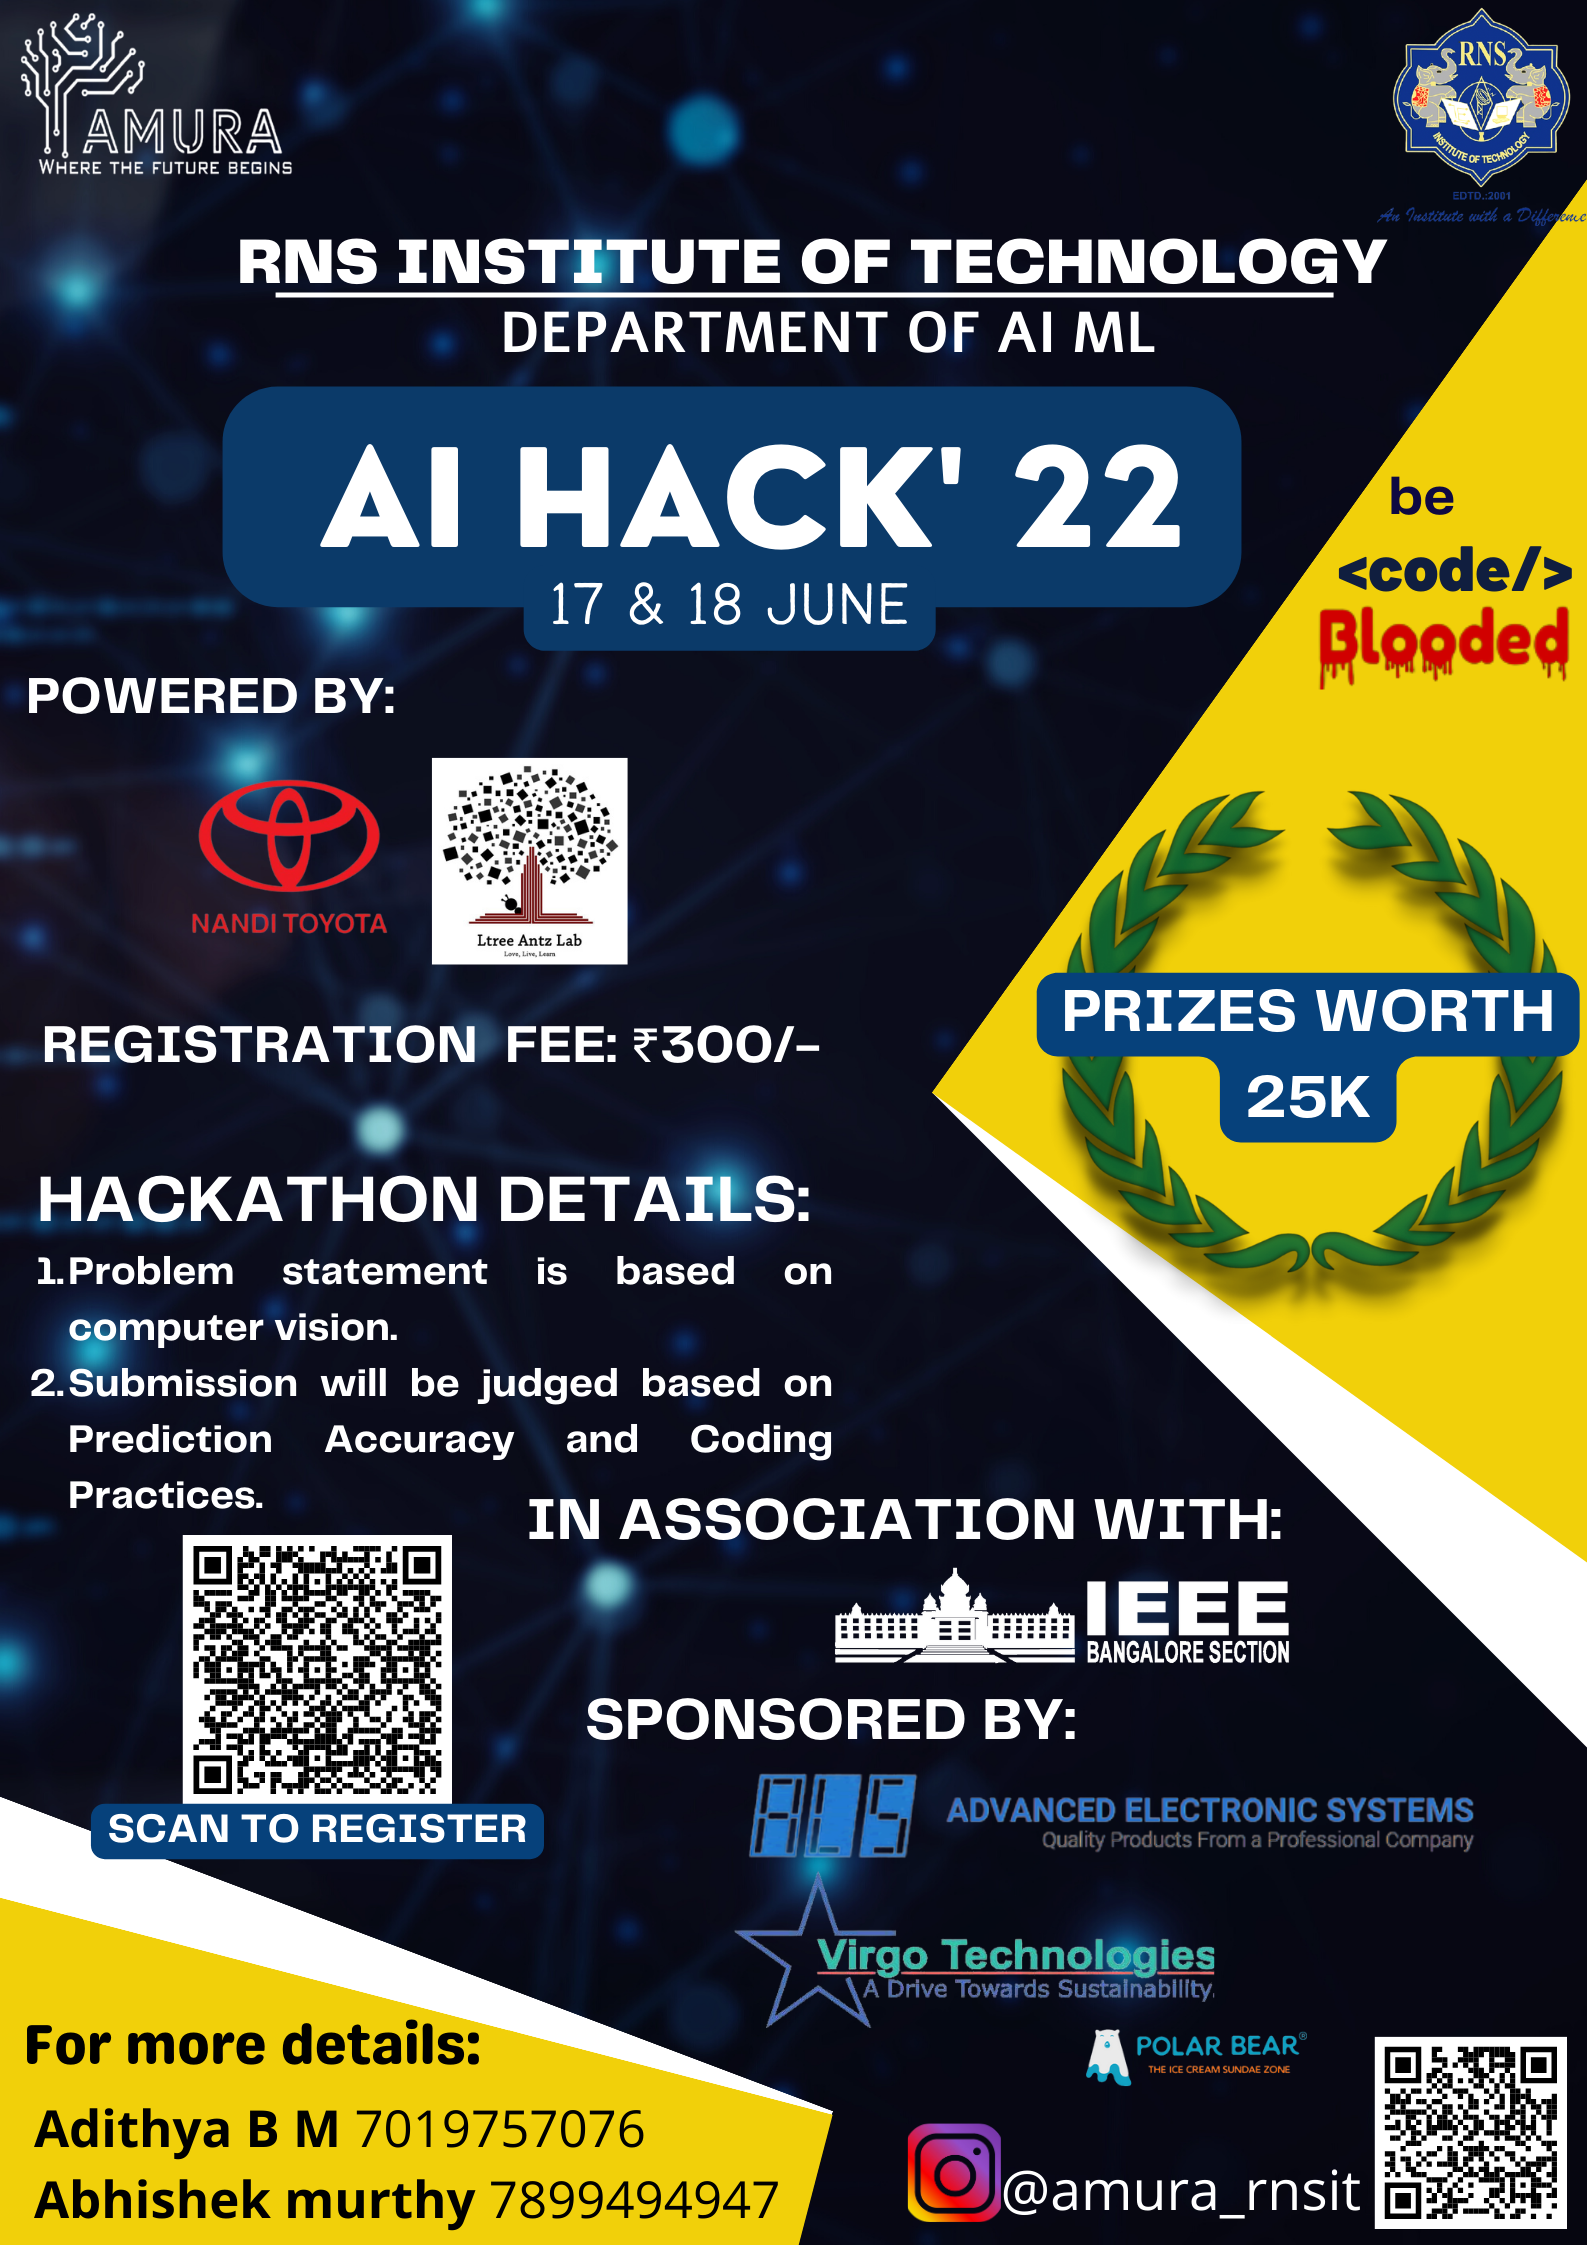 AMURA
WHERE THE FUTURE BEGINS
RNS
INSTITUTE OF TECHNOLOGY
EDTD.:2001
An Institute with a Difference
RNS INSTITUTE OF TECHNOLOGY
DEPARTMENT OF AI ML
AI HACK' 22
17 & 18 JUNE
be
<code/>
Blooded
POWERED BY:
NANDI TOYOTA
Ltree Antz Lab
Love, Live, Learn
REGISTRATION FEE: ₹300/-
PRIZES WORTH
25K
HACKATHON DETAILS:
1. Problem statement is based on
computer vision.
2. Submission will be judged based on
Prediction Accuracy and Coding
Practices.
IN ASSOCIATION WITH:
IEEE
BANGALORE SECTION
SPONSORED BY:
AES
ADVANCED ELECTRONIC SYSTEMS
Quality Products From a Professional Company
Virgo Technologies
A Drive Towards Sustainability.
POLAR BEAR®
THE ICE CREAM SUNDAE ZONE
SCAN TO REGISTER
For more details:
Adithya B M 7019757076
Abhishek murthy 7899494947
@amura_rnsit